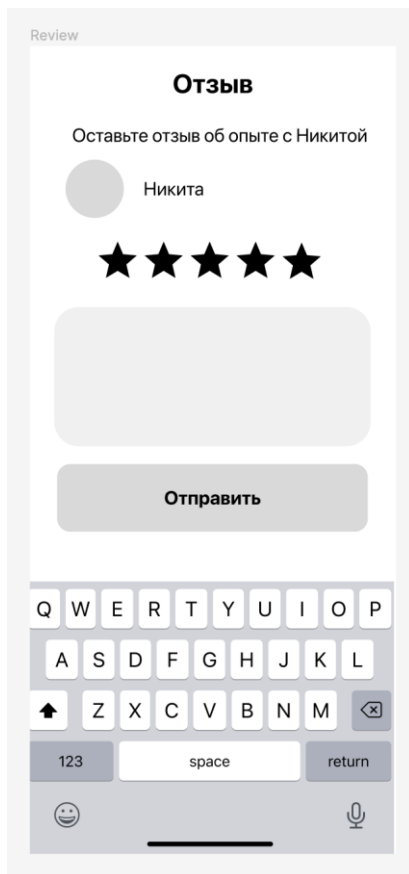 Review
Отзыв
Оставьте отзыв об опыте с Никитой
Никита
Отправить
Q W E R T Y U I O P
A S D F G H J K L
Z X C V B N M
123 space return